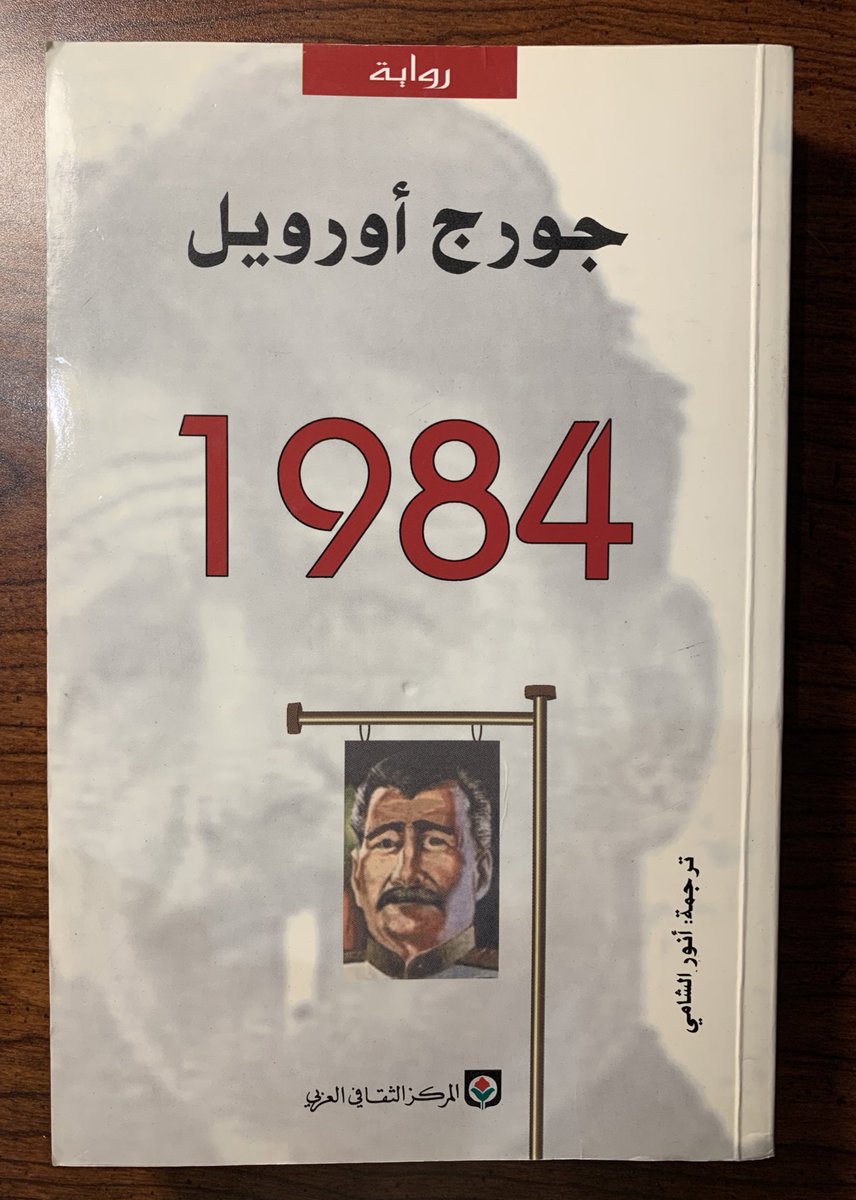 رواية
جورج أورويل
1984
ترجمة: أنور الشامي
المركز الثقافي العربي